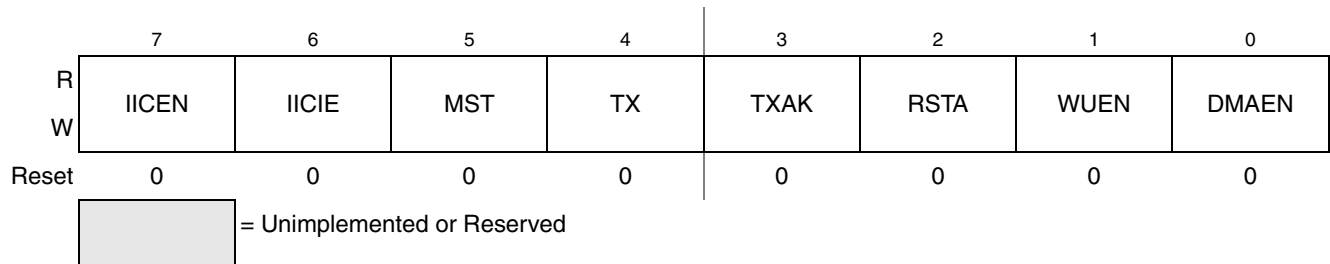 7 6 5 4 3 2 1 0
R
IICEN IICIE MST TX TXAK RSTA WUEN DMAEN
W
Reset 0 0 0 0 0 0 0 0
= Unimplemented or Reserved